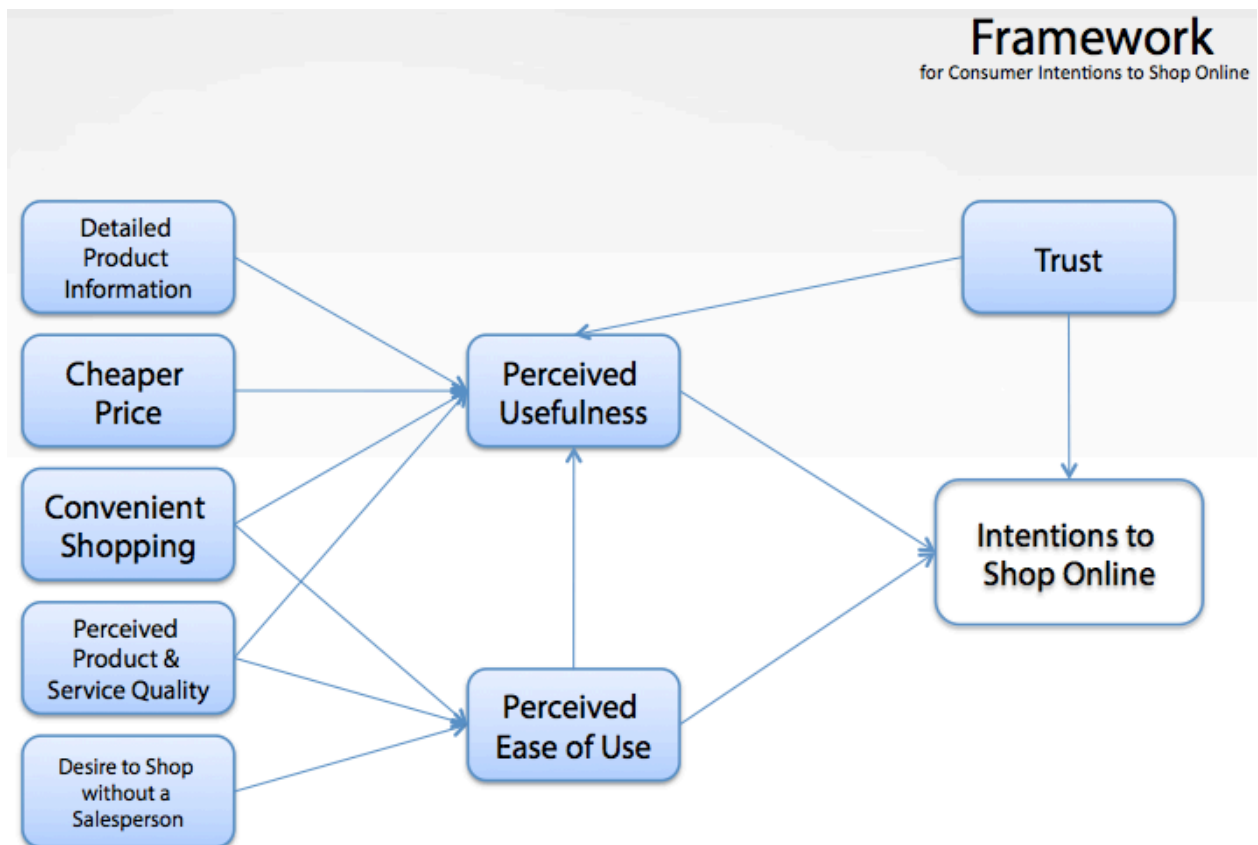 Framework
for Consumer Intentions to Shop Online
Detailed
Product
Information
Trust
Cheaper
Price
Perceived
Usefulness
Convenient
Shopping
Intentions to
Shop Online
Perceived
Product &
Service Quality
Perceived
Ease of Use
Desire to Shop
without a
Salesperson